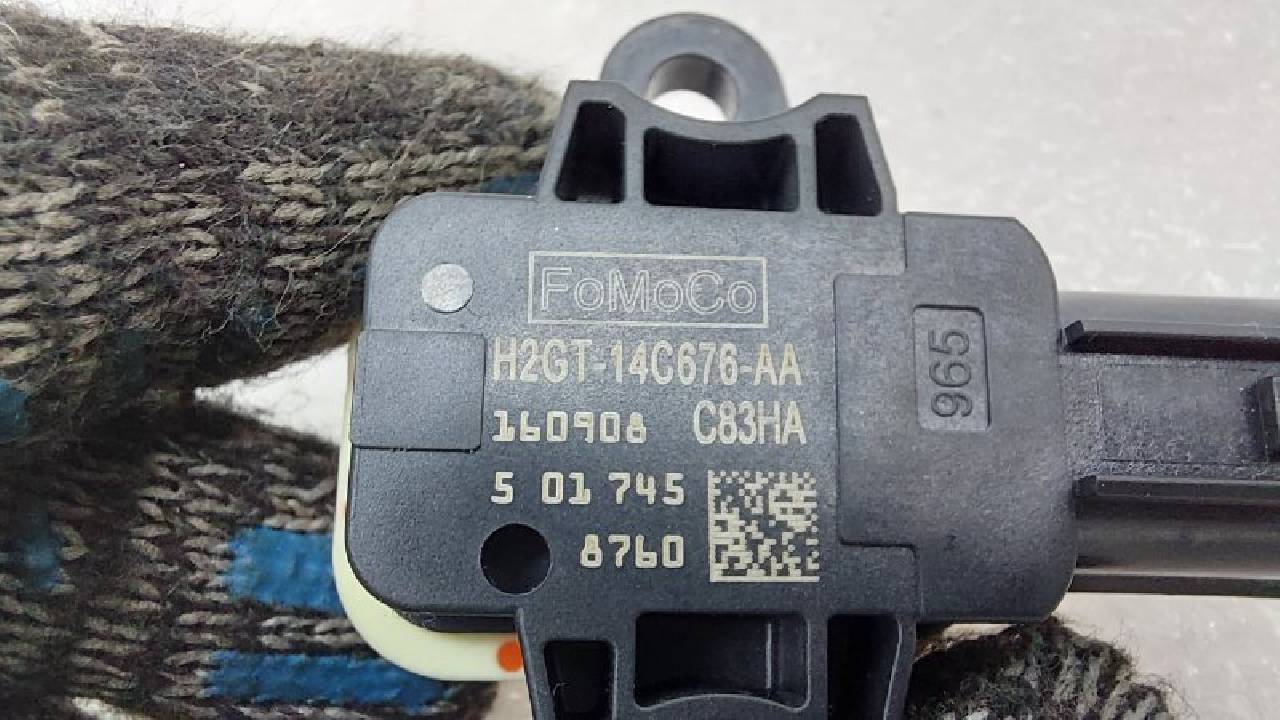 FoMoCo
H2GT-14C676-AA
160908 C83HA
5 01 745
8760
965